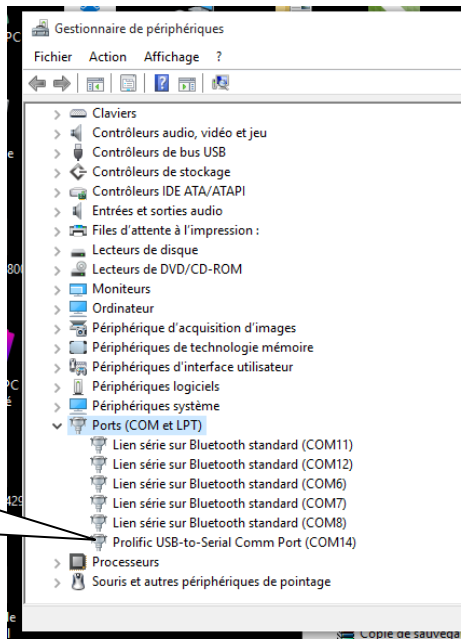 Gestionnaire de périphériques
PC
Fichier Action Affichage ?
Claviers
Contrôleurs audio, vidéo et jeu
Contrôleurs de bus USB
e
Contrôleurs de stockage
Contrôleurs IDE ATA/ATAPI
Entrées et sorties audio
Files d'attente à l'impression :
Lecteurs de disque
Lecteurs de DVD/CD-ROM
800
Moniteurs
Ordinateur
Périphérique d'acquisition d'images
Périphériques de technologie mémoire
Périphériques d'interface utilisateur
Périphériques logiciels
PC
é
Périphériques système
Ports (COM et LPT)
Lien série sur Bluetooth standard (COM11)
Lien série sur Bluetooth standard (COM12)
Lien série sur Bluetooth standard (COM6)
Lien série sur Bluetooth standard (COM7)
429
Lien série sur Bluetooth standard (COM8)
Prolific USB-to-Serial Comm Port (COM14)
Processeurs
Souris et autres périphériques de pointage
le
Copie de sauvega